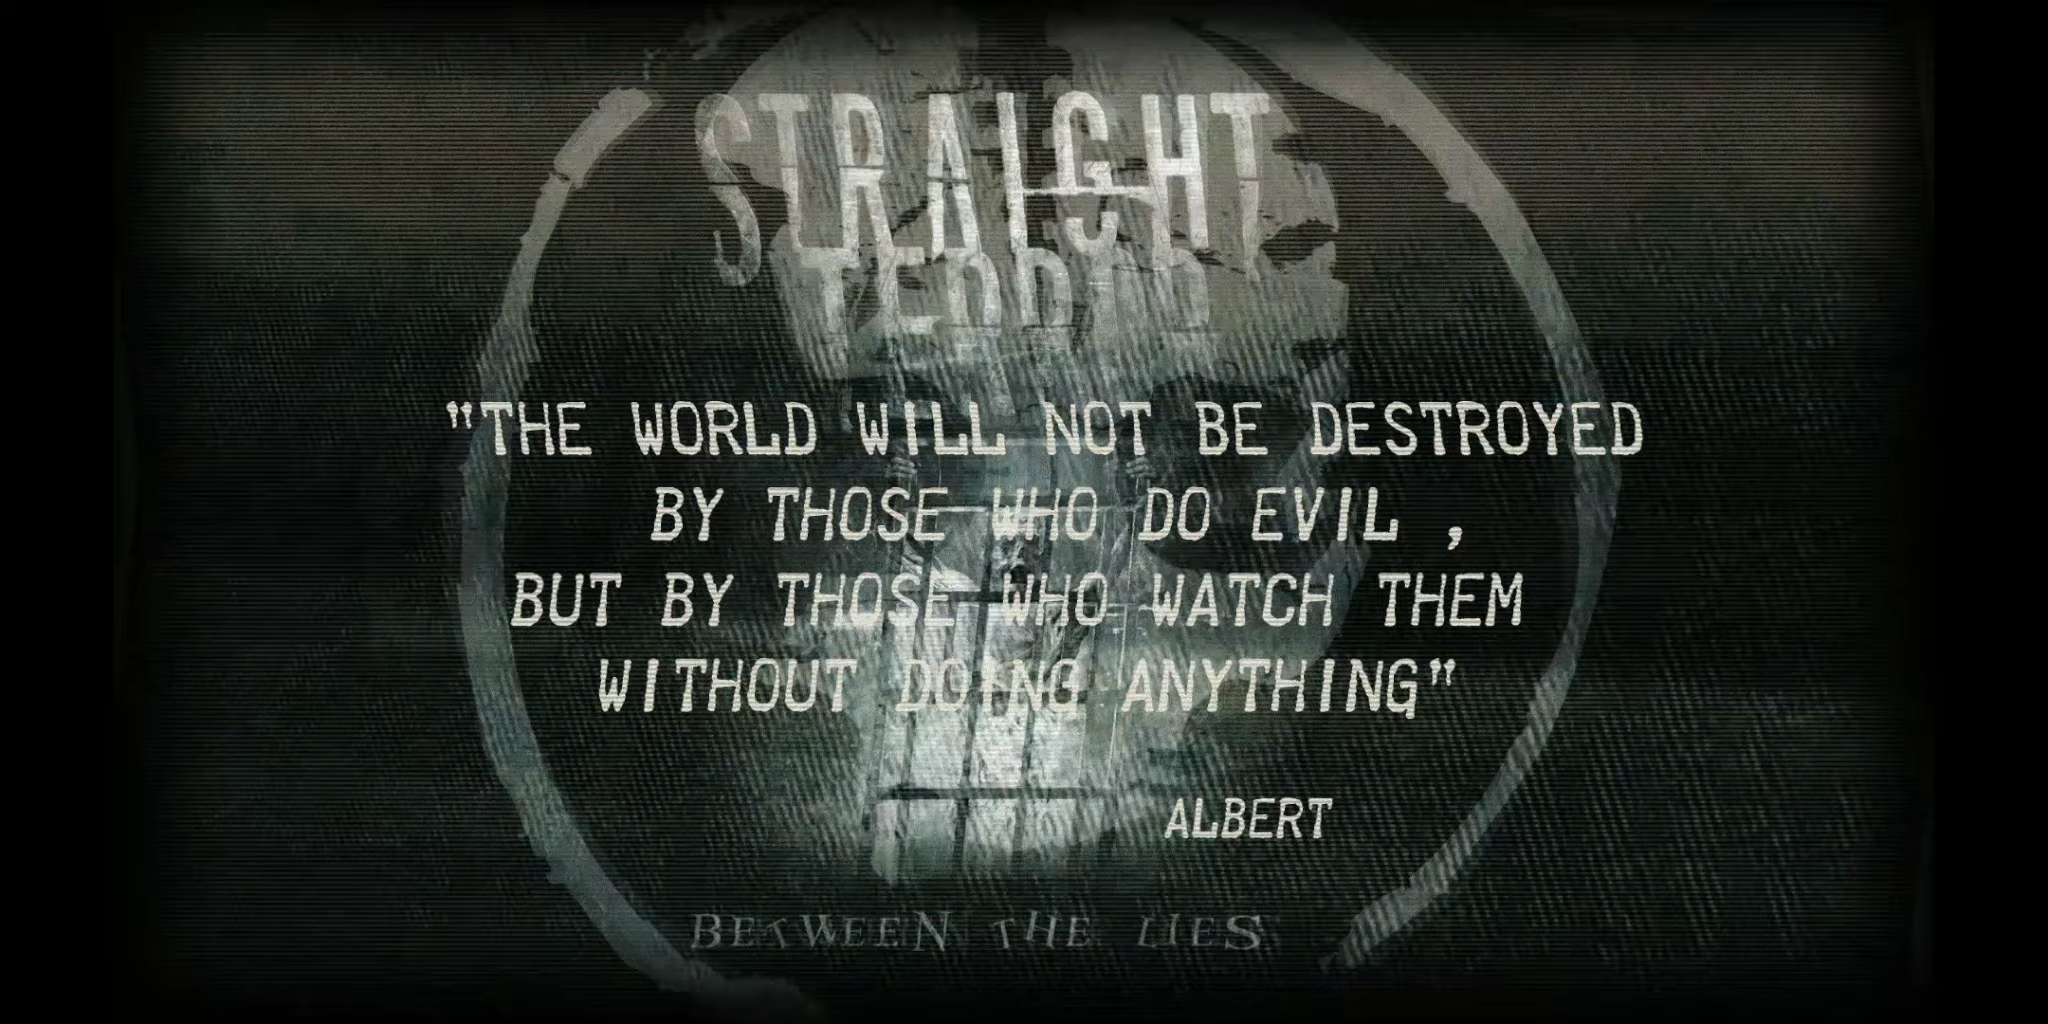 STRAIGHT
"THE WORLD WILL NOT BE DESTROYED
BY THOSE WHO DO EVIL ,
BUT BY THOSE WHO WATCH THEM
WITHOUT DOING ANYTHING"
ALBERT
BETWEEN THE LIES